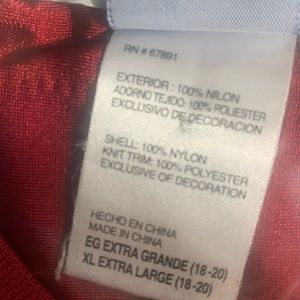 RN # 67891
EXTERIOR : 100% NILON
ADORNO TEJIDO: 100% POLIESTER
EXCLUSIVO DE DECORACION
SHELL: 100% NYLON
KNIT TRIM: 100% POLYESTER
EXCLUSIVE OF DECORATION
HECHO EN CHINA
MADE IN CHINA
EG EXTRA GRANDE (18-20)
XL EXTRA LARGE (18-20)